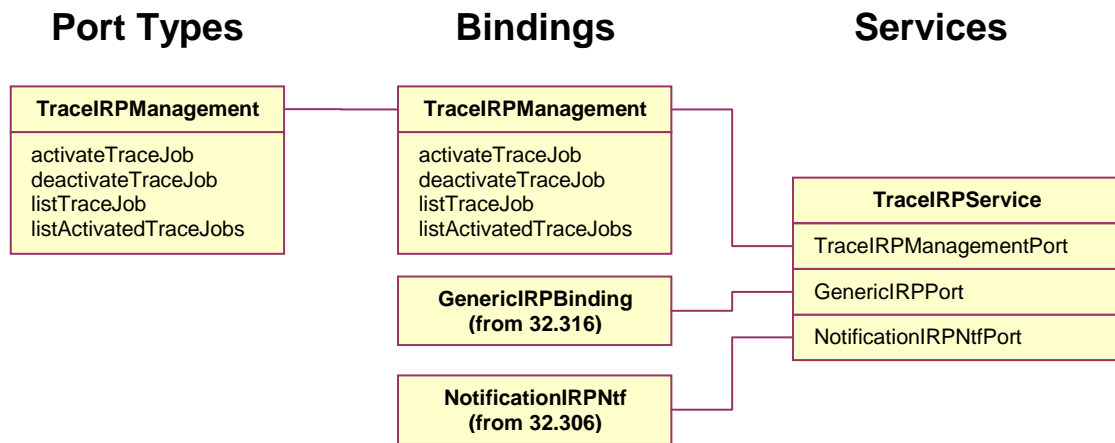 Port Types
Bindings
Services
TraceIRPManagement
activateTraceJob
deactivateTraceJob
listTraceJob
listActivatedTraceJobs
TraceIRPManagement
activateTraceJob
deactivateTraceJob
listTraceJob
listActivatedTraceJobs
GenericIRPBinding
(from 32.316)
NotificationIRPNtf
(from 32.306)
TraceIRPService
TraceIRPManagementPort
GenericIRPPort
NotificationIRPNtfPort